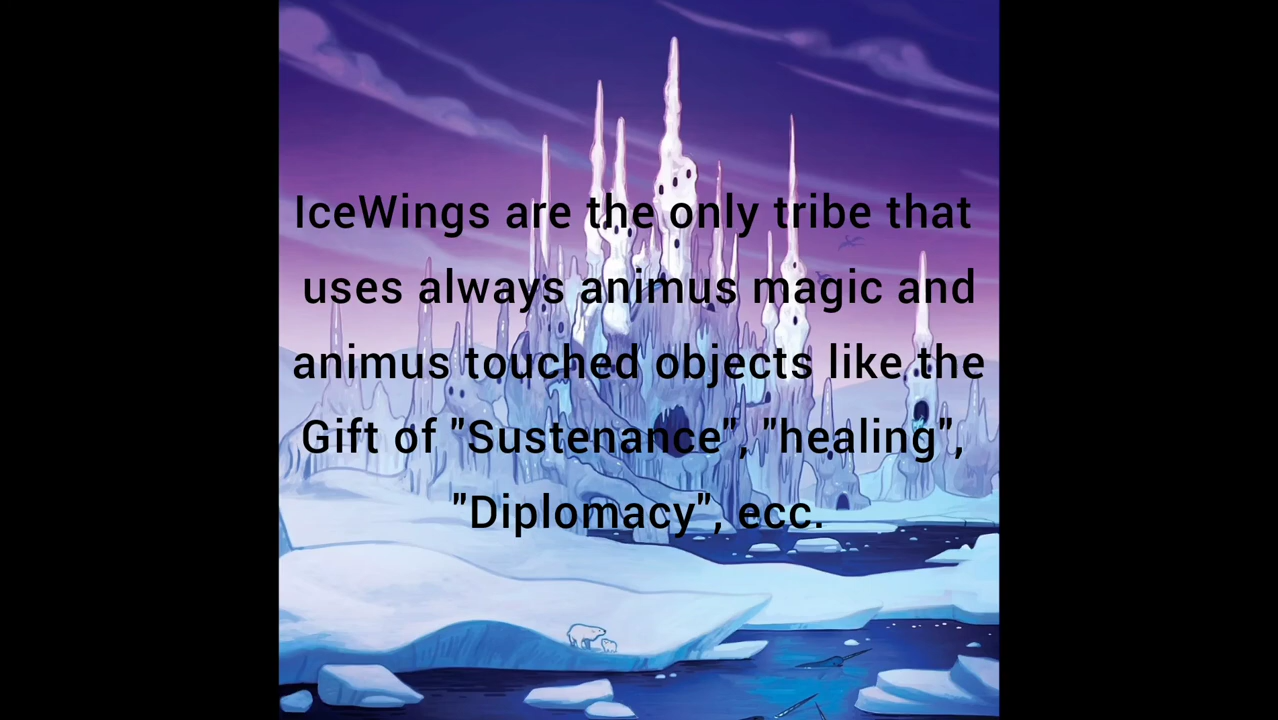 IceWings are the only tribe that
uses always animus magic and
animus touched objects like the
Gift of "Sustenance", "healing",
"Diplomacy", ecc.